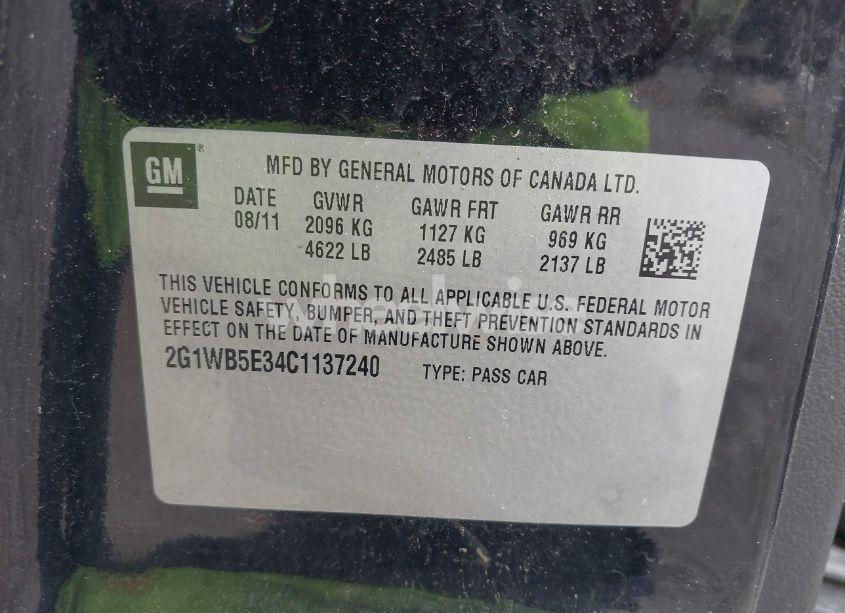 GM ® MFD BY GENERAL MOTORS OF CANADA LTD.
DATE GVWR GAWR FRT GAWR RR
08/11 2096 KG 1127 KG 969 KG
4622 LB 2485 LB 2137 LB
THIS VEHICLE CONFORMS TO ALL APPLICABLE U.S. FEDERAL MOTOR
VEHICLE SAFETY, BUMPER, AND THEFT PREVENTION STANDARDS IN
EFFECT ON THE DATE OF MANUFACTURE SHOWN ABOVE.
2G1WB5E34C1137240 TYPE: PASS CAR